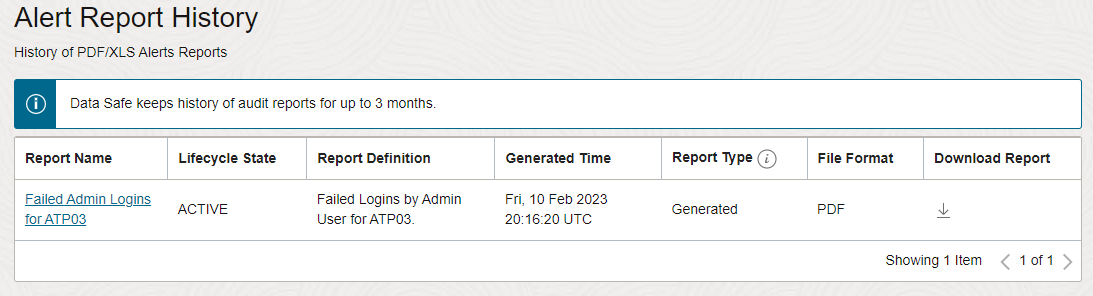 Alert Report History
History of PDF/XLS Alerts Reports
Data Safe keeps history of audit reports for up to 3 months.
Report Name Lifecycle State Report Definition Generated Time Report Type File Format Download Report
Failed Admin Logins for ATP03 ACTIVE Failed Logins by Admin User for ATP03. Fri, 10 Feb 2023 20:16:20 UTC Generated PDF
Showing 1 Item 1 of 1